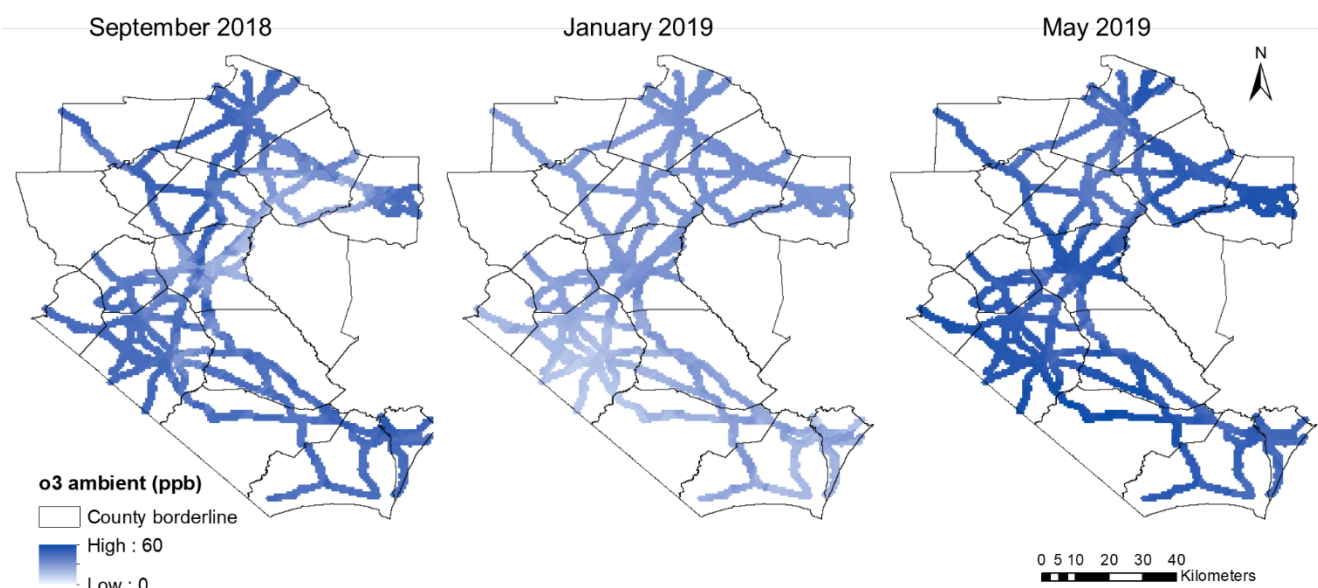 September 2018
January 2019
May 2019
N
o3 ambient (ppb)
County borderline
High : 60
Low : 0
0 5 10 20 30 40
Kilometers